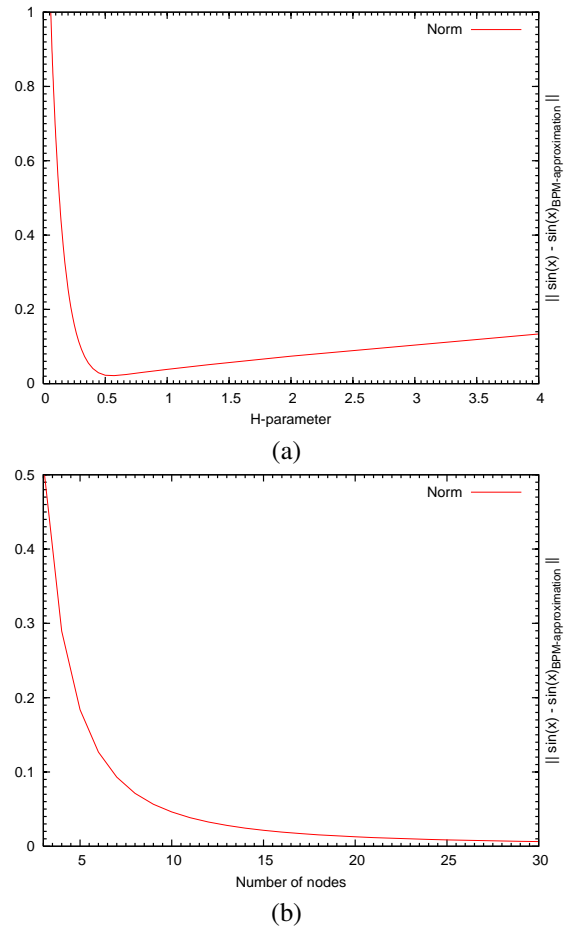 1
0.8
0.6
0.4
0.2
0
Norm
0 0.5 1 1.5 2 2.5 3 3.5 4
H-parameter
|| sin(x) - sin(x)BPM-approximation ||
(a)
0.5
0.4
0.3
0.2
0.1
0
Norm
5 10 15 20 25 30
Number of nodes
|| sin(x) - sin(x)BPM-approximation ||
(b)